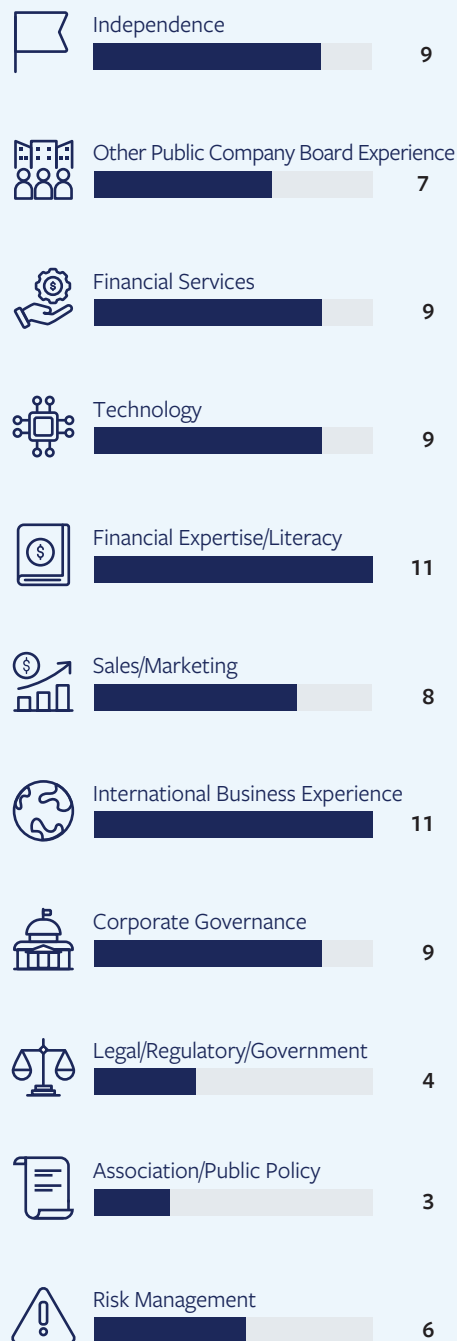 Independence
9
Other Public Company Board Experience
7
Financial Services
9
Technology
9
Financial Expertise/Literacy
11
Sales/Marketing
8
International Business Experience
11
Corporate Governance
9
Legal/Regulatory/Government
4
Association/Public Policy
3
Risk Management
6